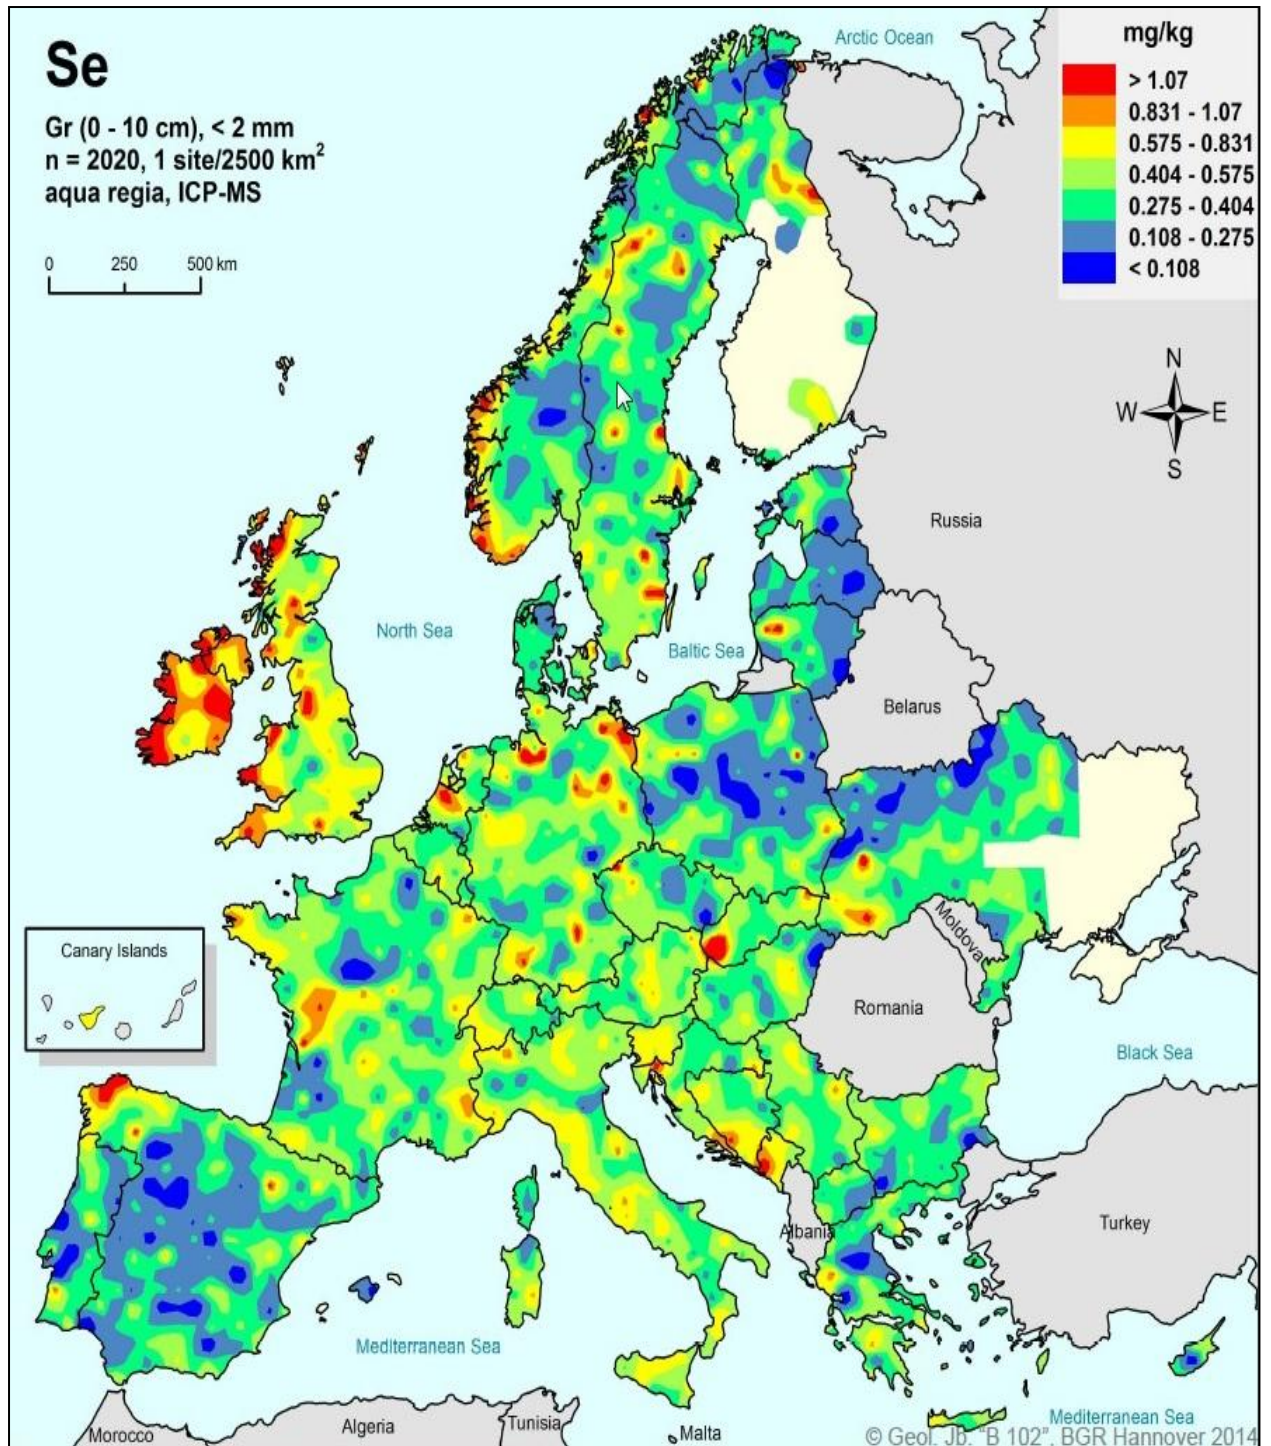 Se
Gr (0 - 10 cm), < 2 mm
n = 2020, 1 site/2500 km²
aqua regia, ICP-MS
0 250 500 km
Arctic Ocean
mg/kg
> 1.07
0.831 - 1.07
0.575 - 0.831
0.404 - 0.575
0.275 - 0.404
0.108 - 0.275
< 0.108
N
W E
S
Russia
North Sea
Baltic Sea
Belarus
Canary Islands
Moldova
Romania
Black Sea
Albania
Turkey
Mediterranean Sea
Mediterranean Sea
Morocco
Algeria
Tunisia
Malta
© Geol. Jb. "B 102", BGR Hannover 2014